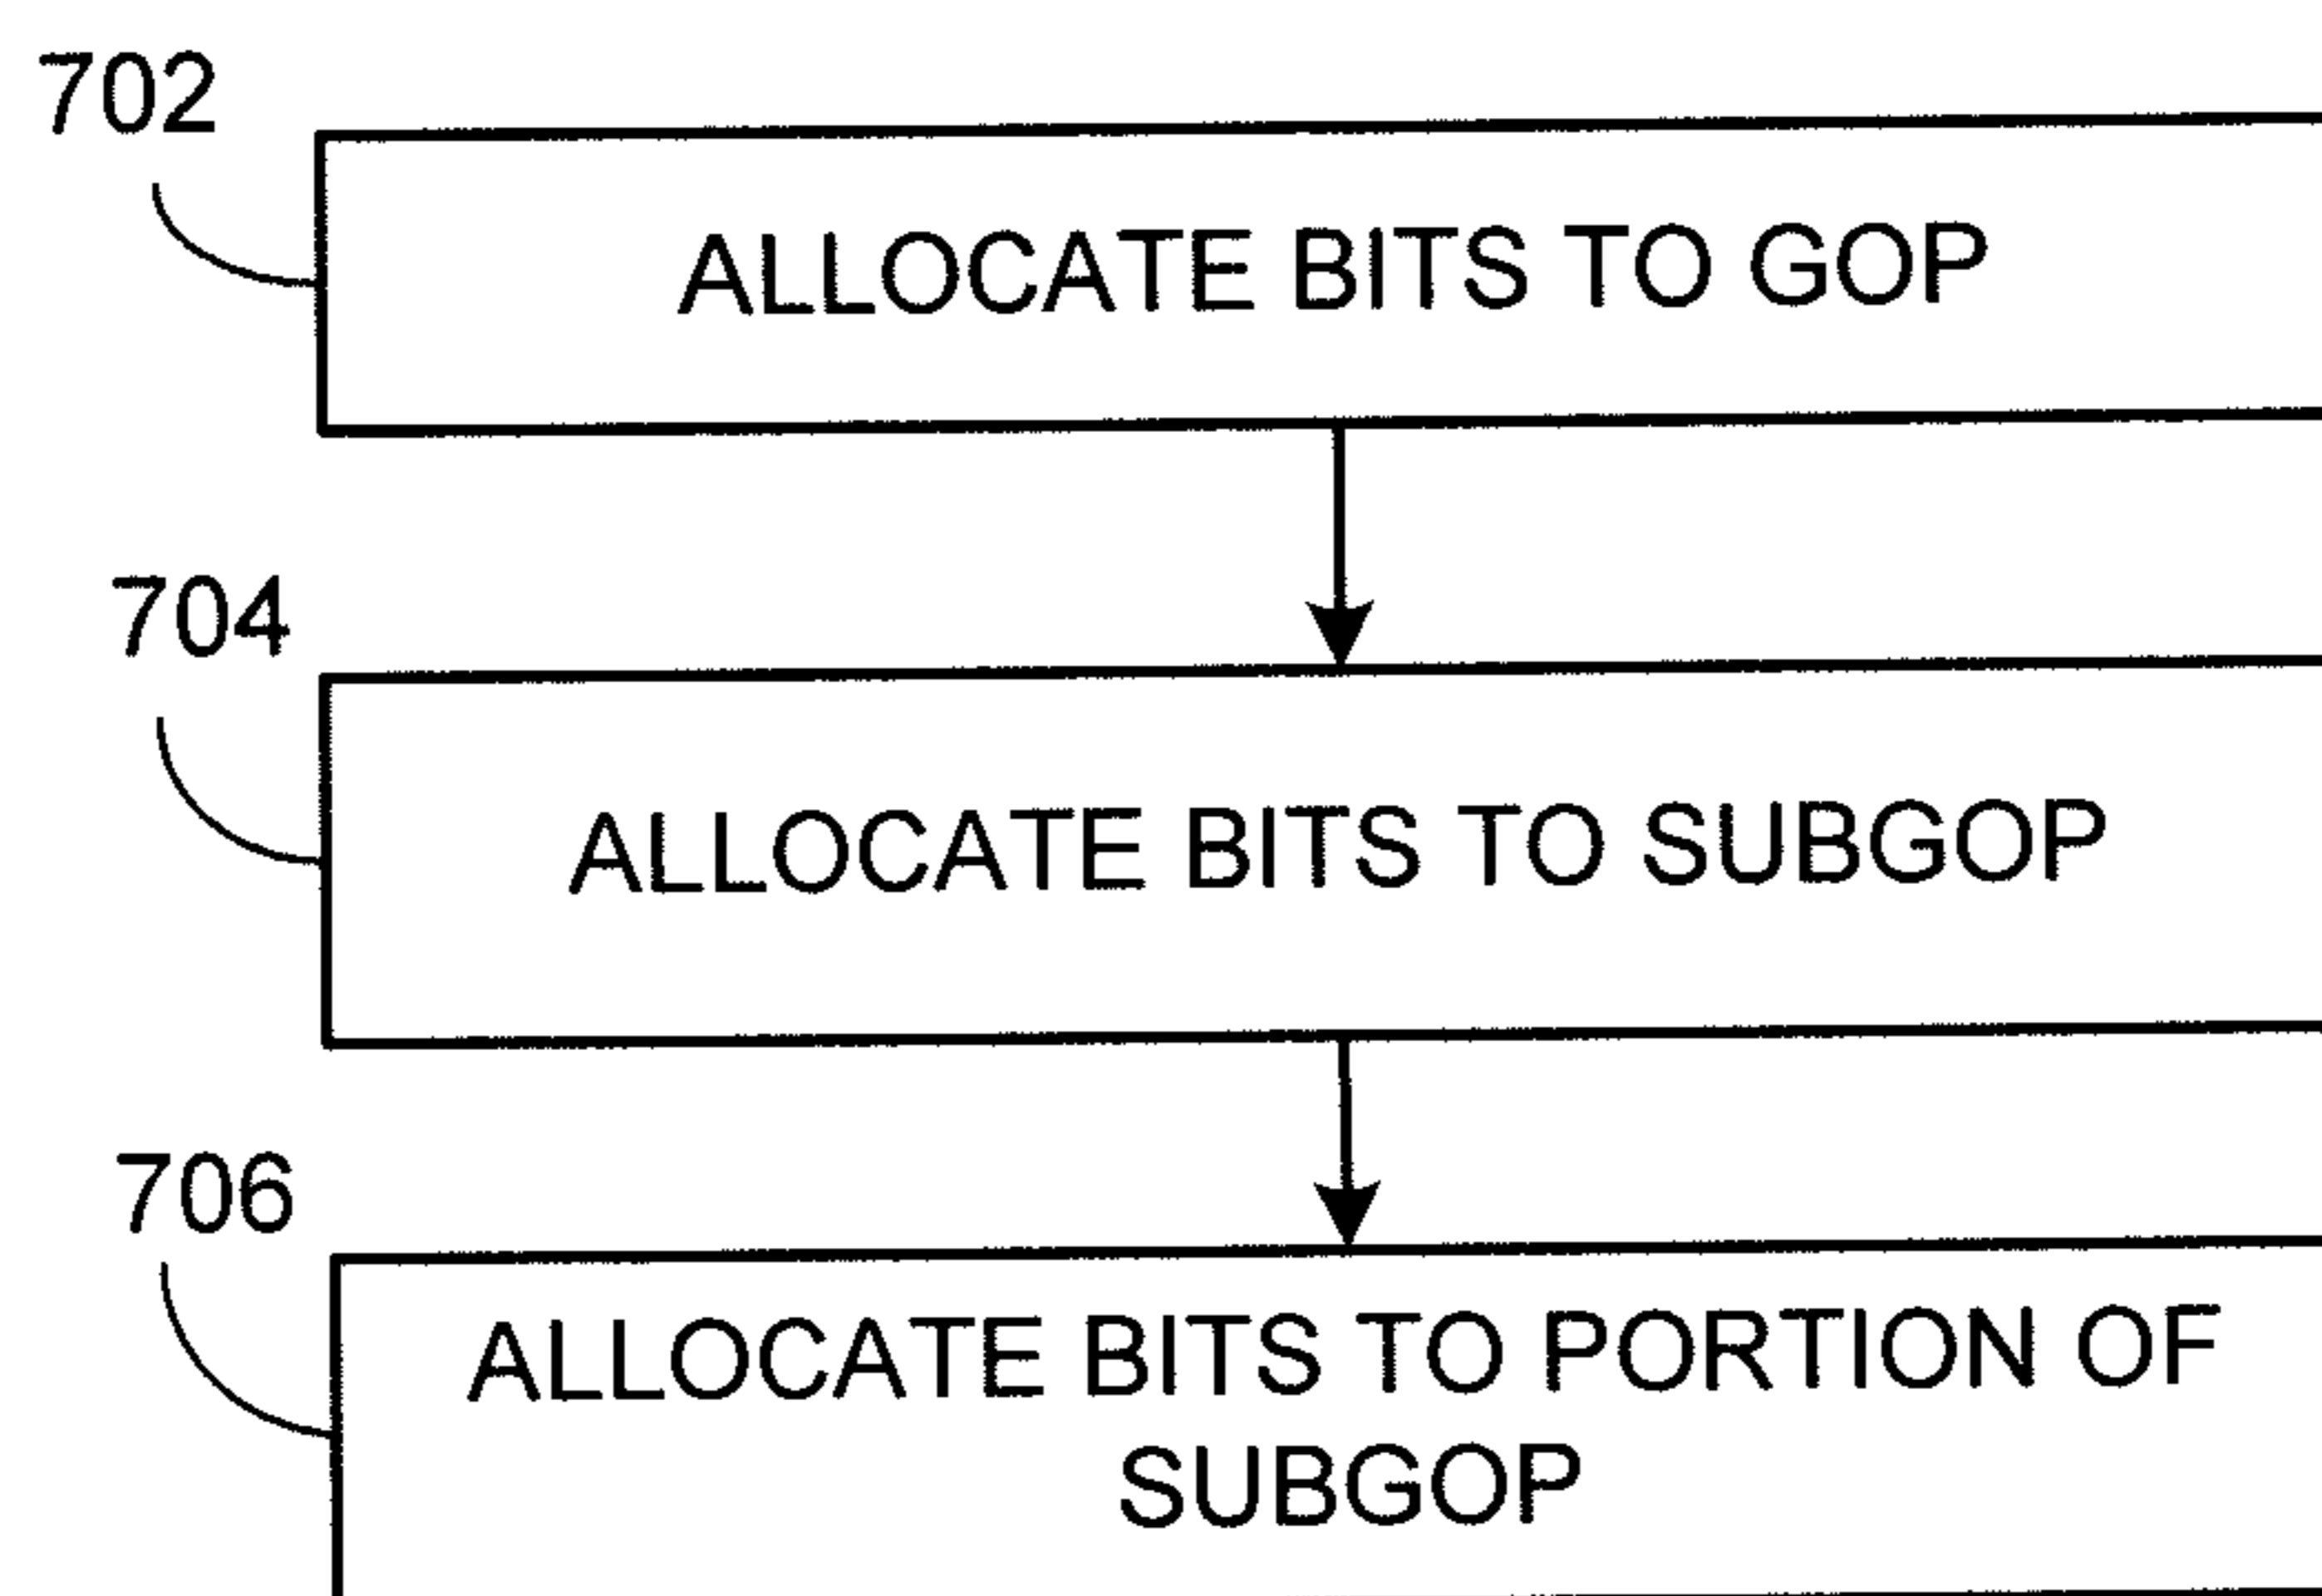 702
ALLOCATE BITS TO GOP
704
ALLOCATE BITS TO SUBGOP
706
ALLOCATE BITS TO PORTION OF
SUBGOP